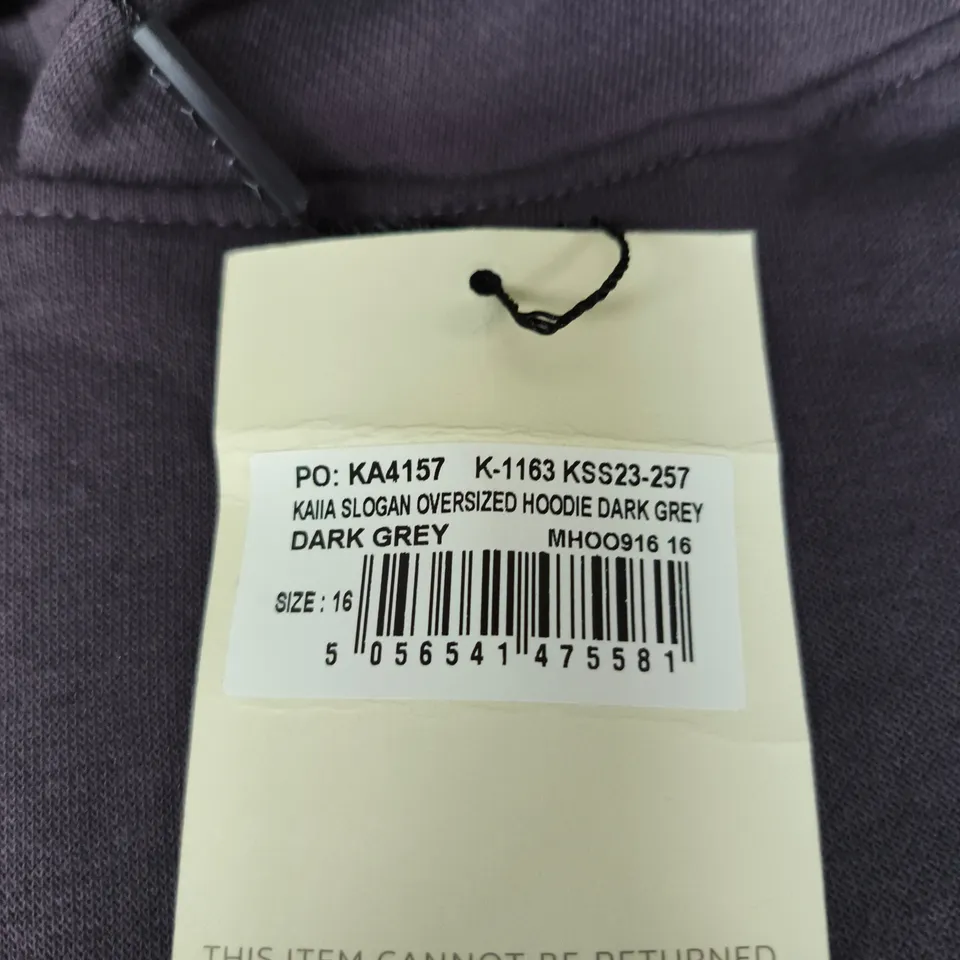 PO: KA4157 K-1163 KSS23-257
KAIIA SLOGAN OVERSIZED HOODIE DARK GREY
DARK GREY MHOO916 16
SIZE : 16
5 056541 475581
THIS ITEM CANNOT BE RETURNED